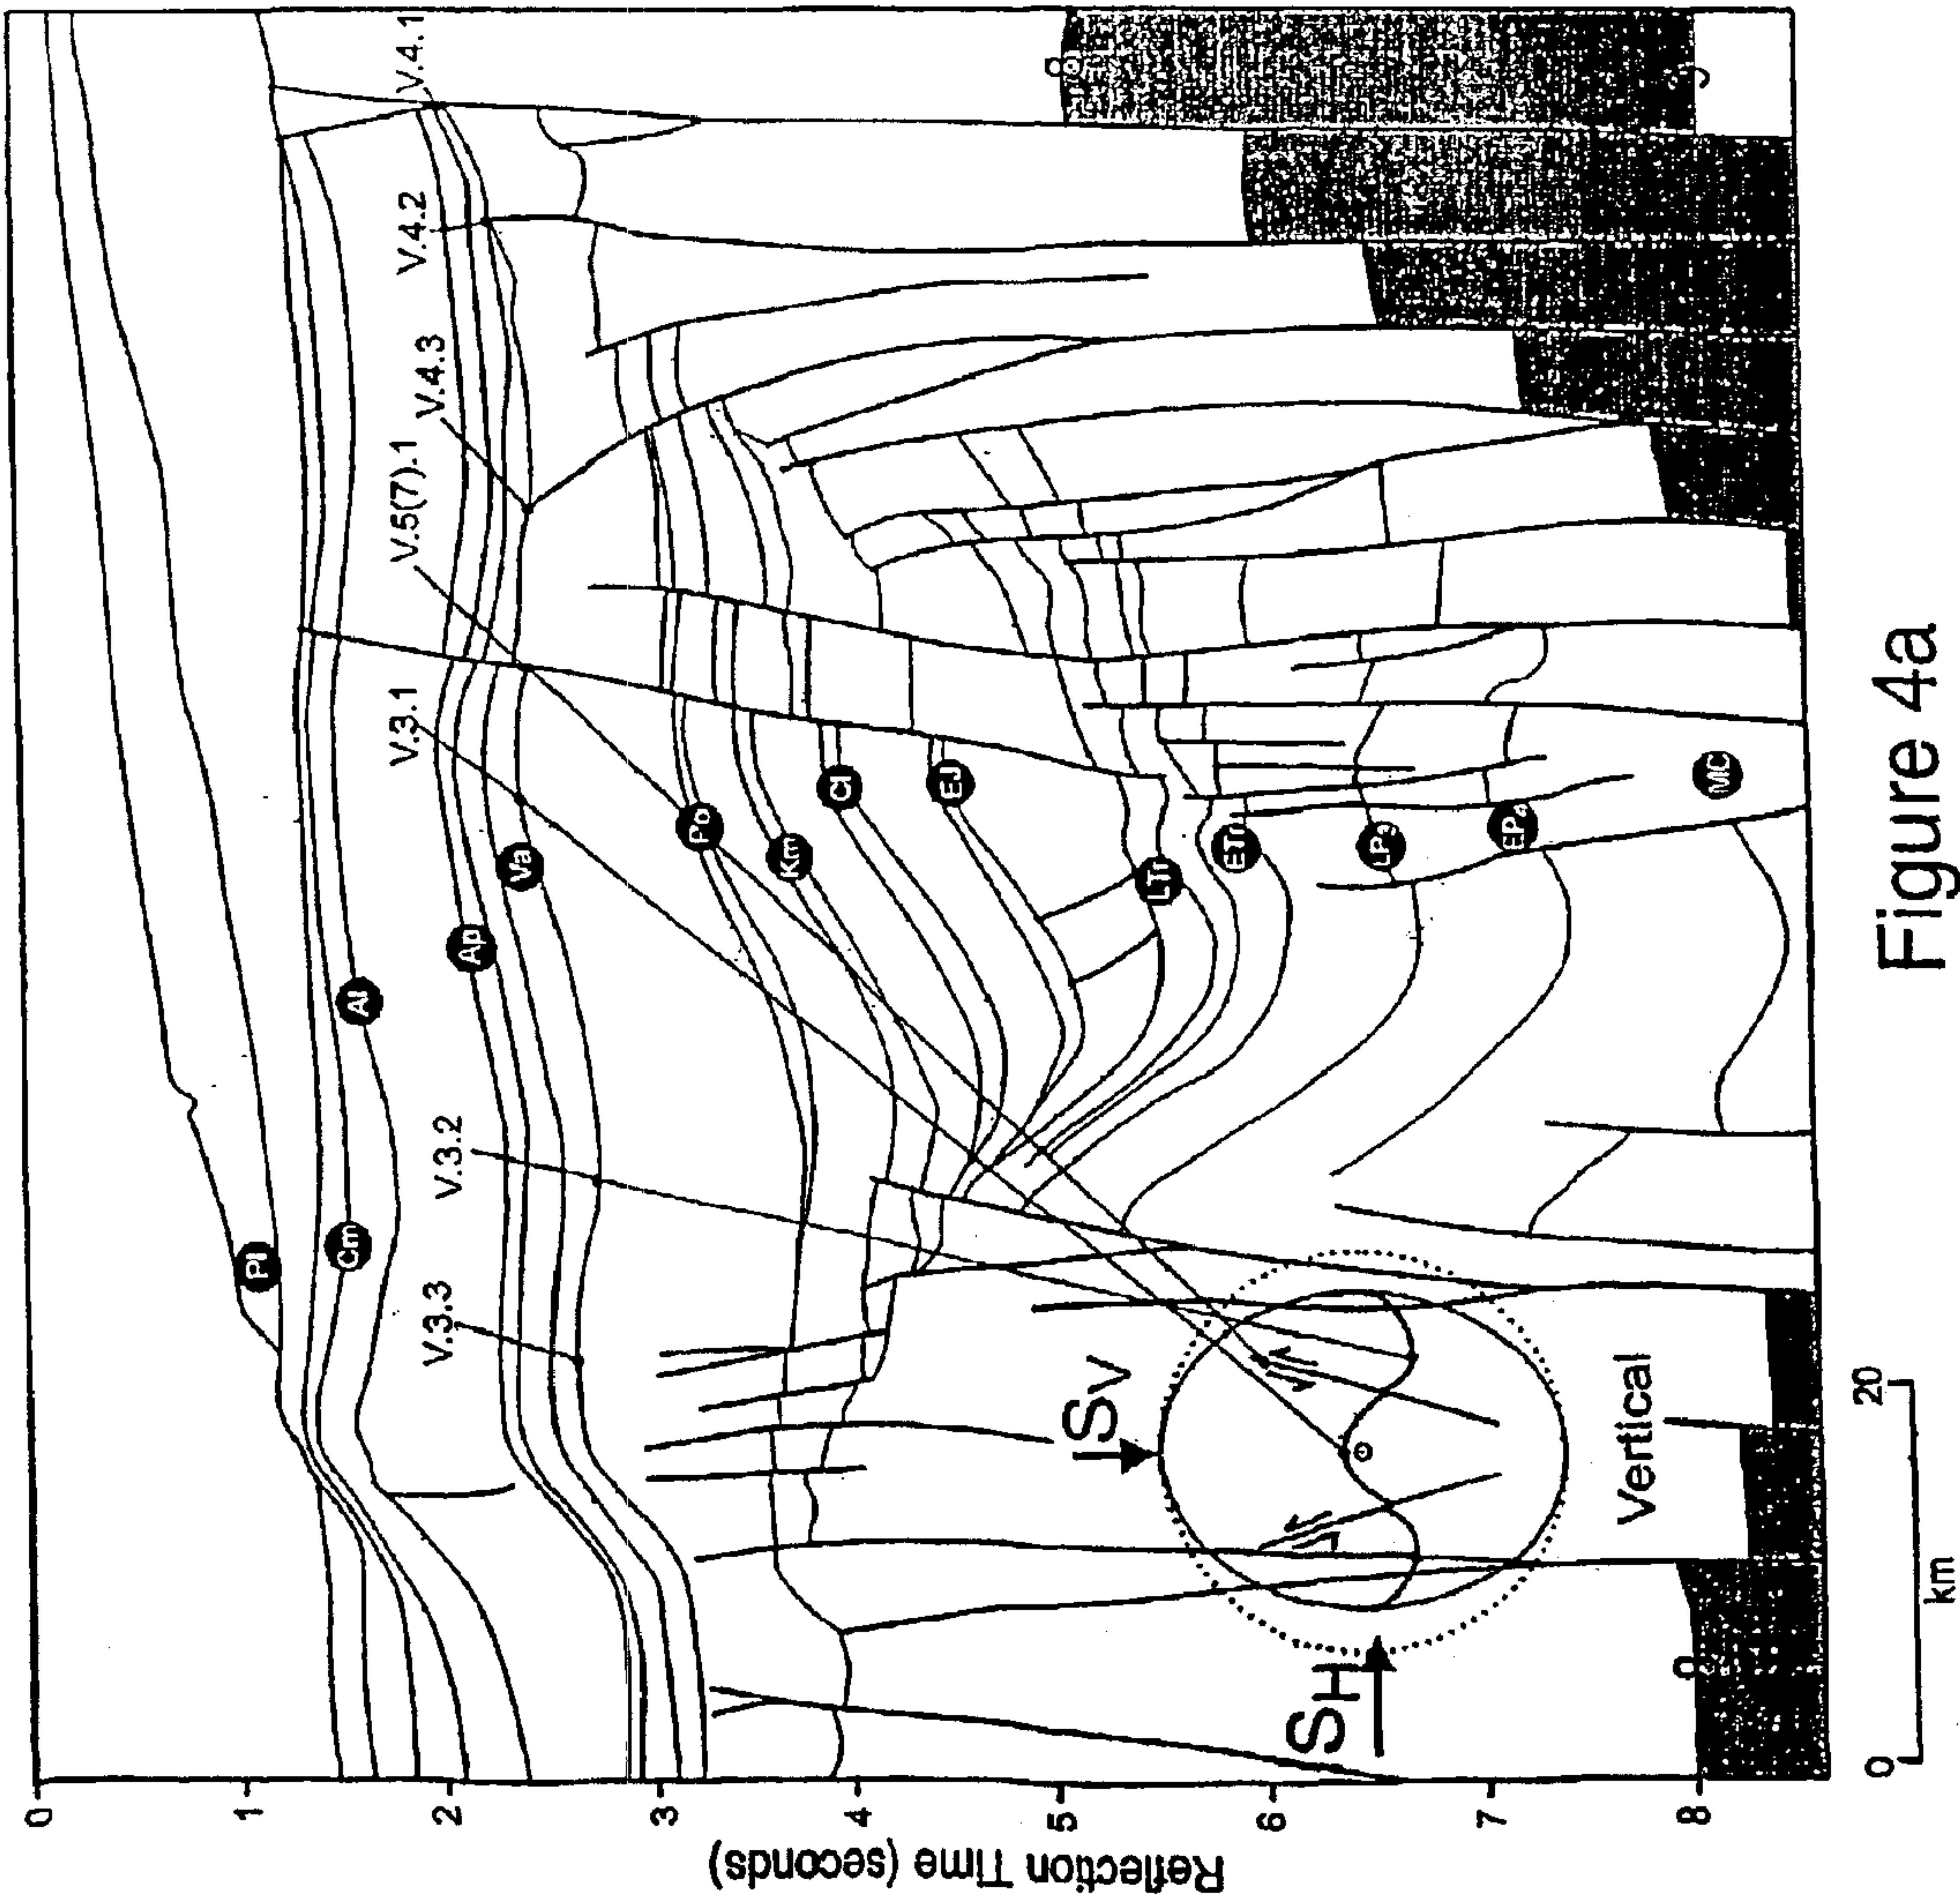 Reflection Time (seconds)
0
1
2
3
4
5
6
7
8
V.3.3
V.3.2
V.3.1
V.5(7).1
V.4.3
V.4.2
V.4.1
Pl
Cm
Al
Ap
Va
Po
Km
Cl
EJ
LTr
ETr
EPa
MC
SV
SH
Vertical
0
20
km
Figure 4a